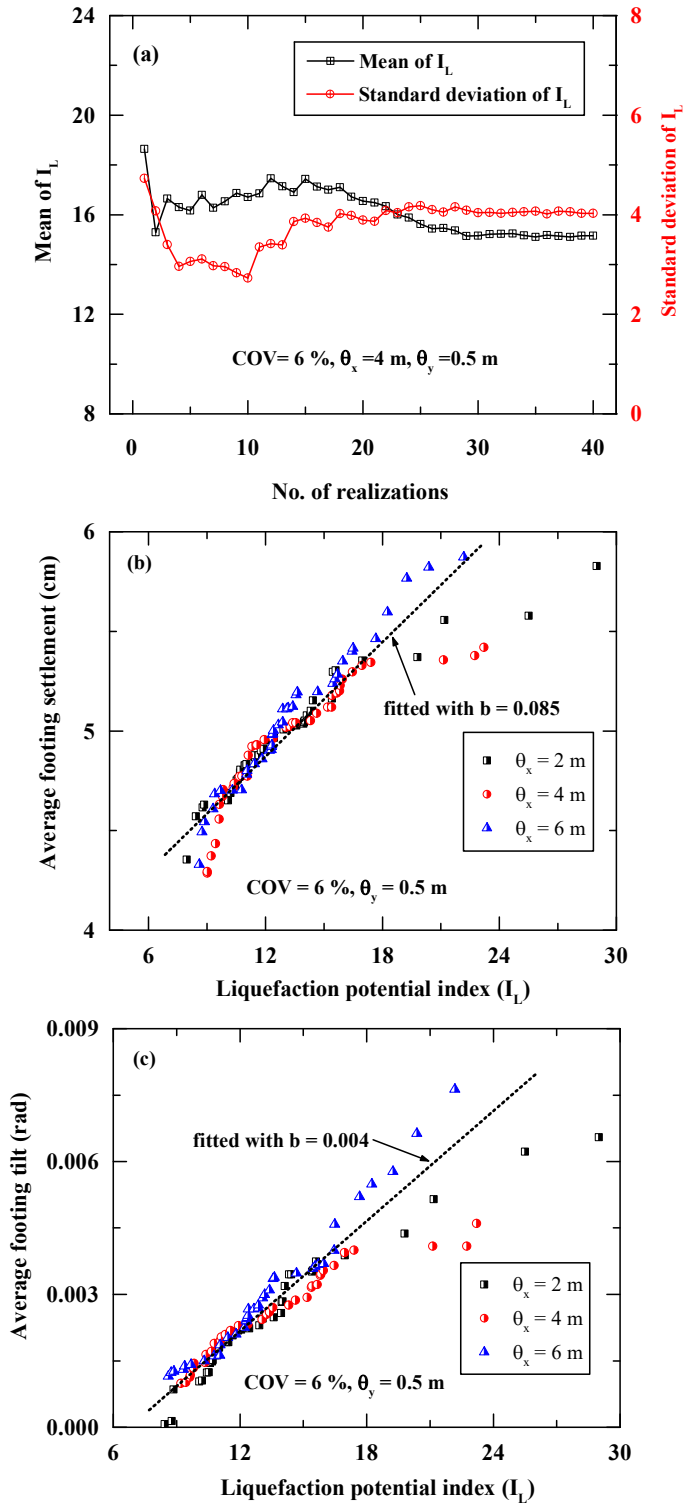 (a)
Mean of I_L
Standard deviation of I_L
24
20
16
12
8
Mean of I_L
8
6
4
2
0
Standard deviation of I_L
COV= 6 %, θ_x =4 m, θ_y =0.5 m
0 10 20 30 40
No. of realizations
(b)
6
5
4
Average footing settlement (cm)
fitted with b = 0.085
θ_x = 2 m
θ_x = 4 m
θ_x = 6 m
COV = 6 %, θ_y = 0.5 m
6 12 18 24 30
Liquefaction potential index (I_L)
(c)
0.009
0.006
0.003
0.000
Average footing tilt (rad)
fitted with b = 0.004
θ_x = 2 m
θ_x = 4 m
θ_x = 6 m
COV = 6 %, θ_y = 0.5 m
6 12 18 24 30
Liquefaction potential index (I_L)